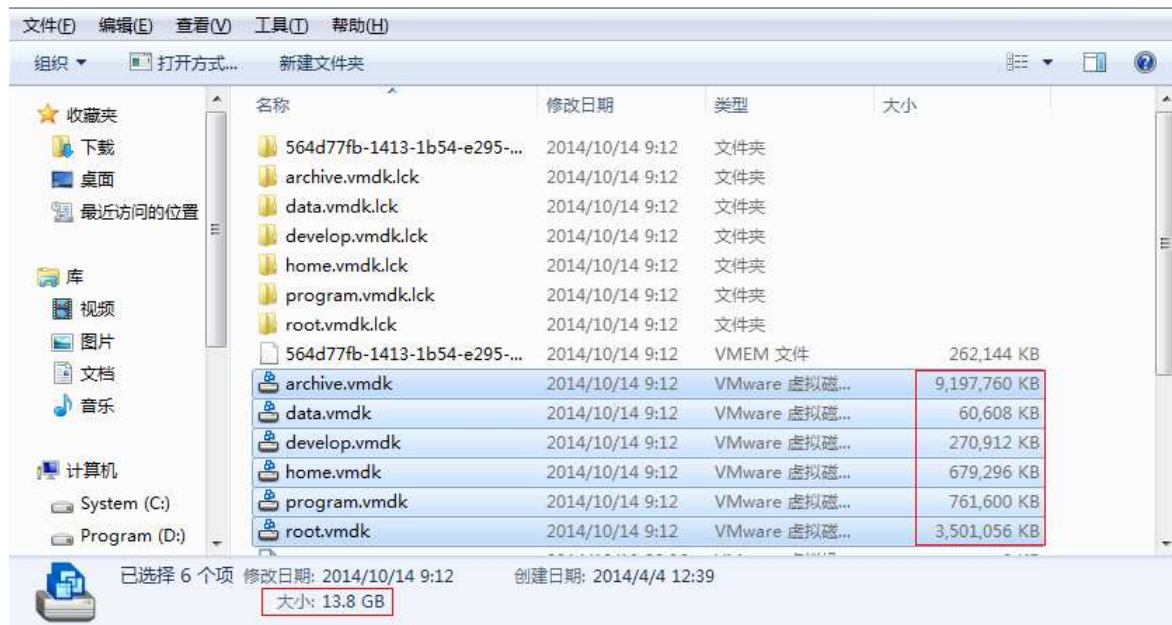 文件(F) 编辑(E) 查看(V) 工具(T) 帮助(H)
组织 打开方式... 新建文件夹
收藏夹
下载
桌面
最近访问的位置
库
视频
图片
文档
音乐
计算机
System (C:)
Program (D:)
名称 修改日期 类型 大小
564d77fb-1413-1b54-e295-... 2014/10/14 9:12 文件夹
archive.vmdk.lck 2014/10/14 9:12 文件夹
data.vmdk.lck 2014/10/14 9:12 文件夹
develop.vmdk.lck 2014/10/14 9:12 文件夹
home.vmdk.lck 2014/10/14 9:12 文件夹
program.vmdk.lck 2014/10/14 9:12 文件夹
root.vmdk.lck 2014/10/14 9:12 文件夹
564d77fb-1413-1b54-e295-... 2014/10/14 9:12 VMEM 文件 262,144 KB
archive.vmdk 2014/10/14 9:12 VMware 虚拟磁... 9,197,760 KB
data.vmdk 2014/10/14 9:12 VMware 虚拟磁... 60,608 KB
develop.vmdk 2014/10/14 9:12 VMware 虚拟磁... 270,912 KB
home.vmdk 2014/10/14 9:12 VMware 虚拟磁... 679,296 KB
program.vmdk 2014/10/14 9:12 VMware 虚拟磁... 761,600 KB
root.vmdk 2014/10/14 9:12 VMware 虚拟磁... 3,501,056 KB
已选择 6 个项 修改日期: 2014/10/14 9:12 创建日期: 2014/4/4 12:39
大小: 13.8 GB